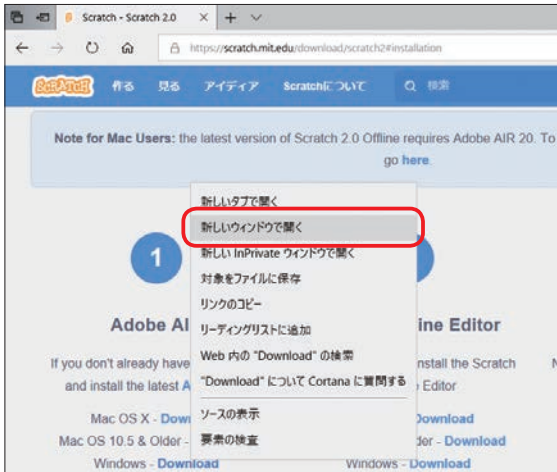 Scratch - Scratch 2.0
https://scratch.mit.edu/download/scratch2#installation
SCRATCH 作る 見る アイディア Scratchについて 検索
Note for Mac Users: the latest version of Scratch 2.0 Offline requires Adobe AIR 20. To
go here.
新しいタブで開く
新しいウィンドウで開く
新しい InPrivate ウィンドウで開く
対象をファイルに保存
リンクのコピー
リーディングリストに追加
Web 内の "Download" の検索
"Download" について Cortana に質問する
ソースの表示
要素の検査
1
Adobe AI
If you don't already have
and install the latest A
Mac OS X - Down
Mac OS 10.5 & Older -
Windows - Download
ine Editor
nstall the Scratch
Editor
Download
der - Download
Windows - Download
N